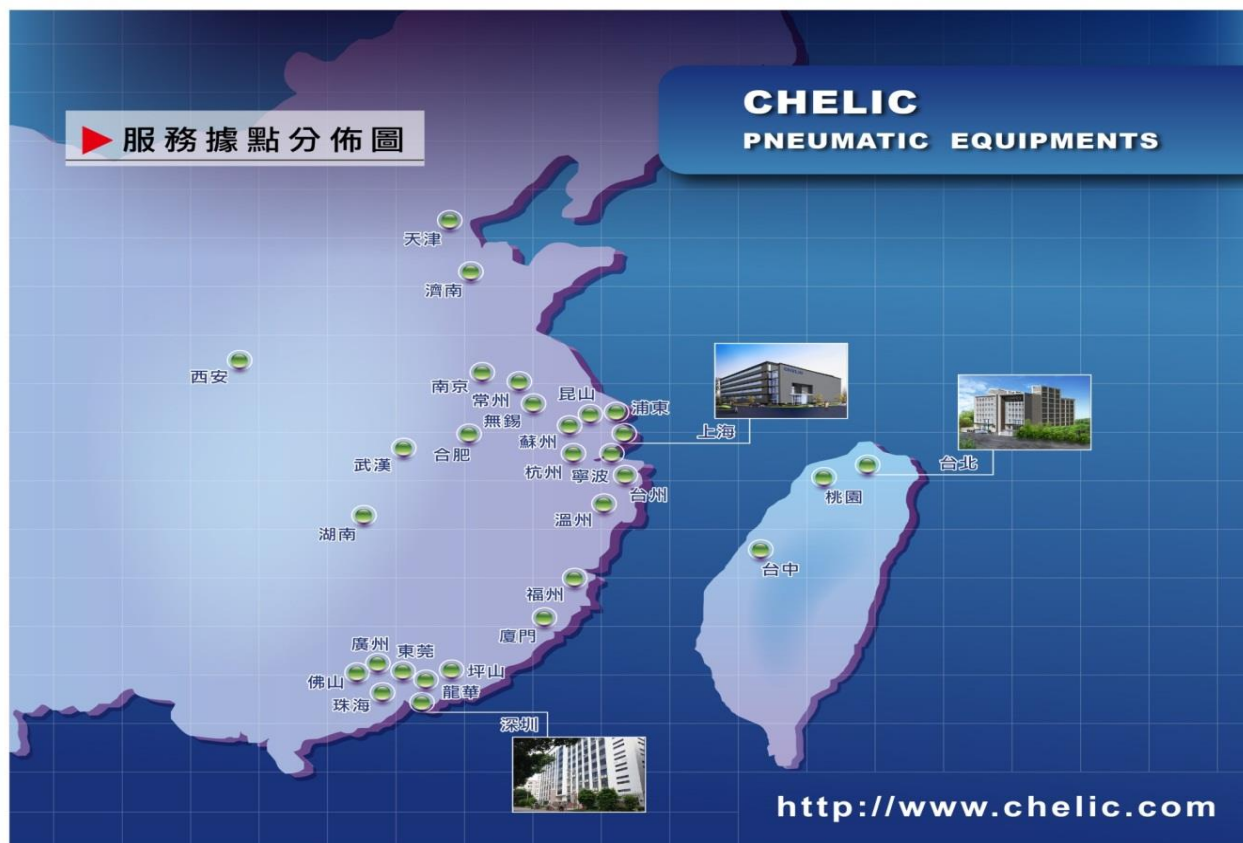 CHELIC
PNEUMATIC EQUIPMENTS
服務據點分佈圖
天津
濟南
西安
南京
常州
無錫
昆山
浦東
蘇州
上海
合肥
武漢
杭州
寧波
台州
溫州
湖南
福州
廈門
廣州
東莞
坪山
佛山
龍華
珠海
深圳
台北
桃園
台中
CHELIC
http://www.chelic.com